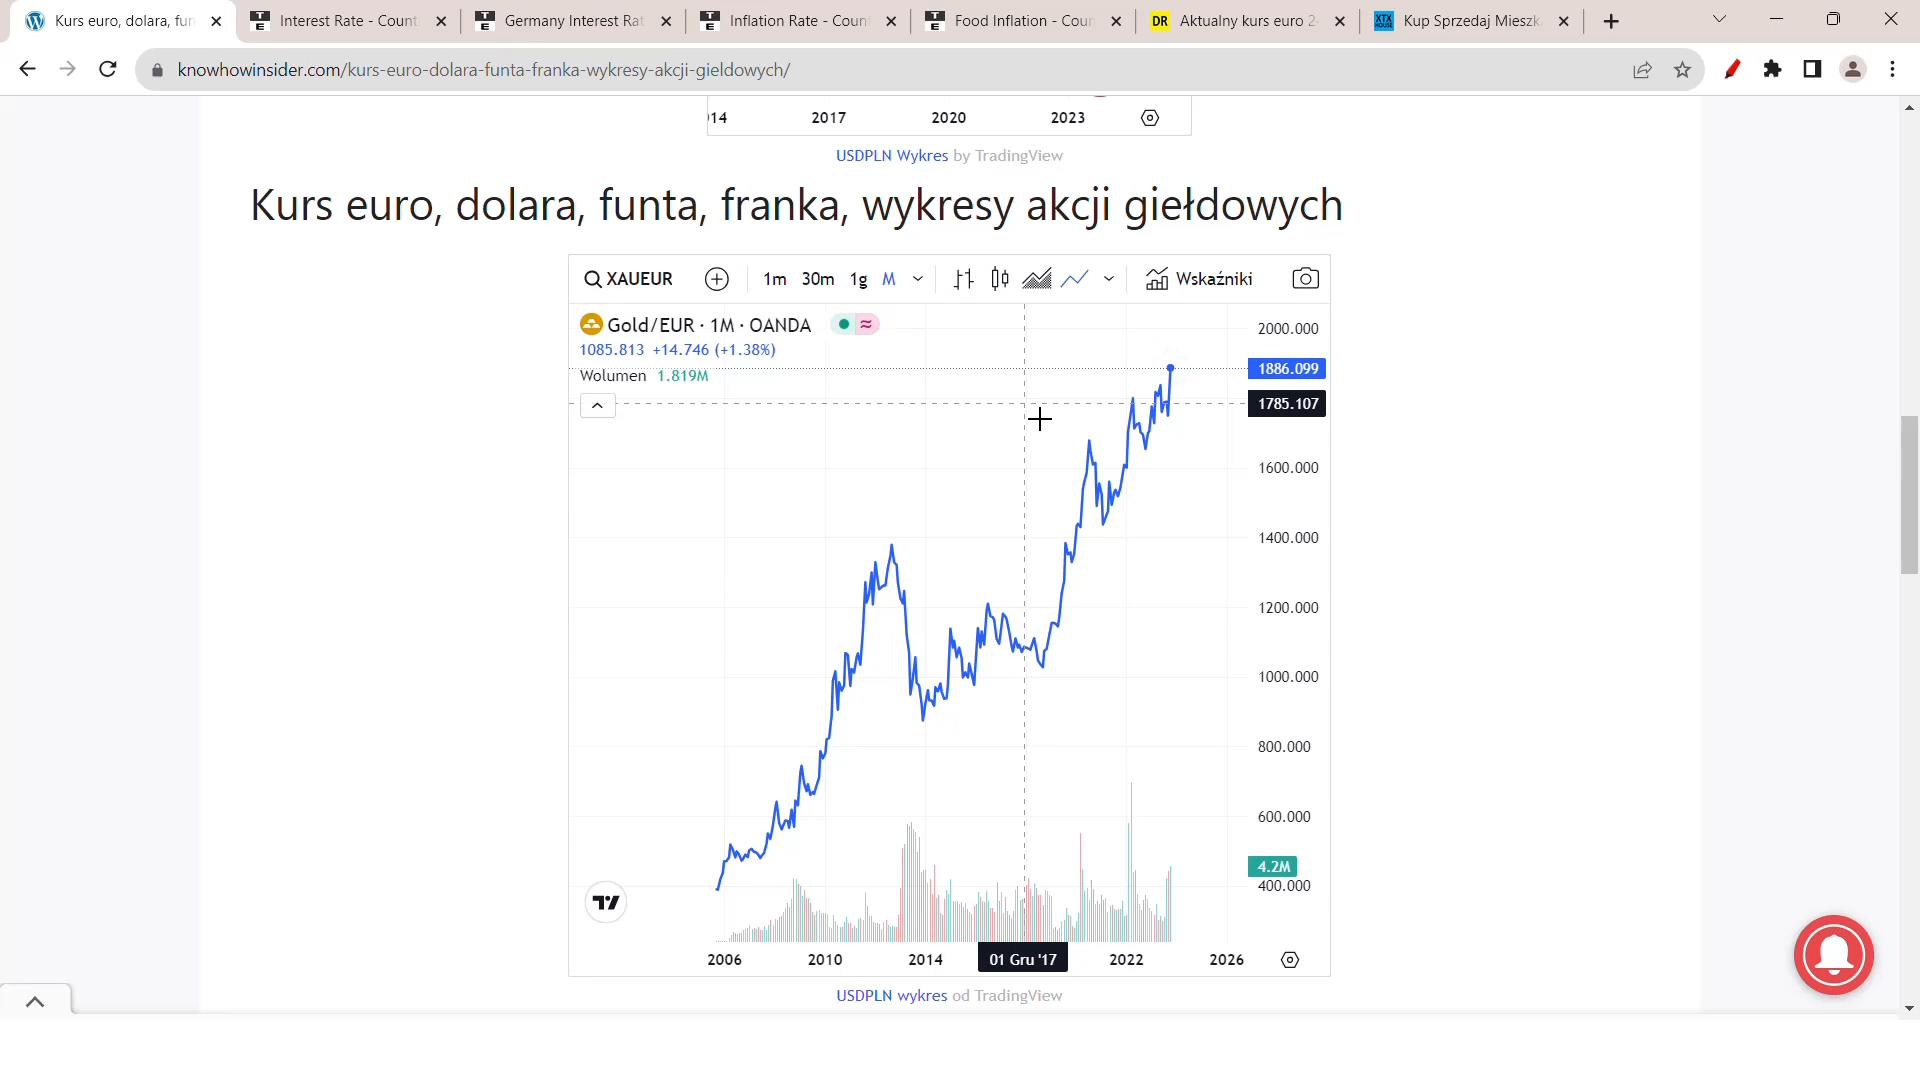 Kurs euro, dolara, fun
Interest Rate - Count
Germany Interest Rat
Inflation Rate - Coun
Food Inflation - Coun
DR Aktualny kurs euro 2
XTX HOUSE Kup Sprzedaj Mieszk
knowhowinsider.com/kurs-euro-dolara-funta-franka-wykresy-akcji-gieldowych/
14 2017 2020 2023
USDPLN Wykres by TradingView
Kurs euro, dolara, funta, franka, wykresy akcji giełdowych
XAUEUR 1m 30m 1g M Wskaźniki
Gold/EUR · 1M · OANDA
1085.813 +14.746 (+1.38%)
Wolumen 1.819M
2000.000
1886.099
1785.107
1600.000
1400.000
1200.000
1000.000
800.000
600.000
4.2M
400.000
2006 2010 2014 01 Gru '17 2022 2026
USDPLN wykres od TradingView